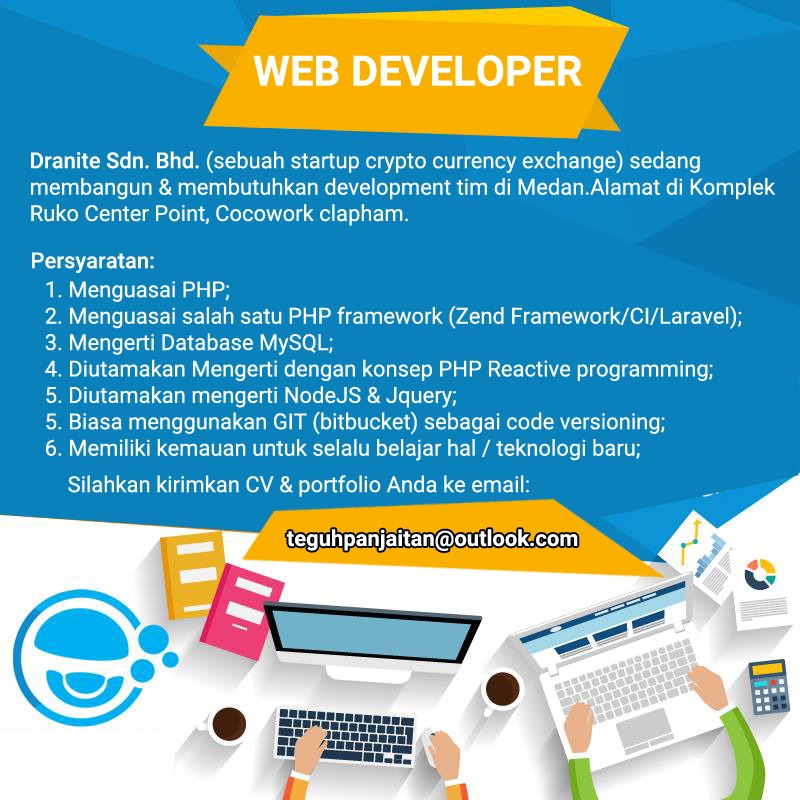 WEB DEVELOPER
Dranite Sdn. Bhd. (sebuah startup crypto currency exchange) sedang
membangun & membutuhkan development tim di Medan.Alamat di Komplek
Ruko Center Point, Cocowork clapham.
Persyaratan:
1. Menguasai PHP;
2. Menguasai salah satu PHP framework (Zend Framework/CI/Laravel);
3. Mengerti Database MySQL;
4. Diutamakan Mengerti dengan konsep PHP Reactive programming;
5. Diutamakan mengerti NodeJS & Jquery;
5. Biasa menggunakan GIT (bitbucket) sebagai code versioning;
6. Memiliki kemauan untuk selalu belajar hal / teknologi baru;
Silahkan kirimkan CV & portfolio Anda ke email:
teguhpanjaitan@outlook.com